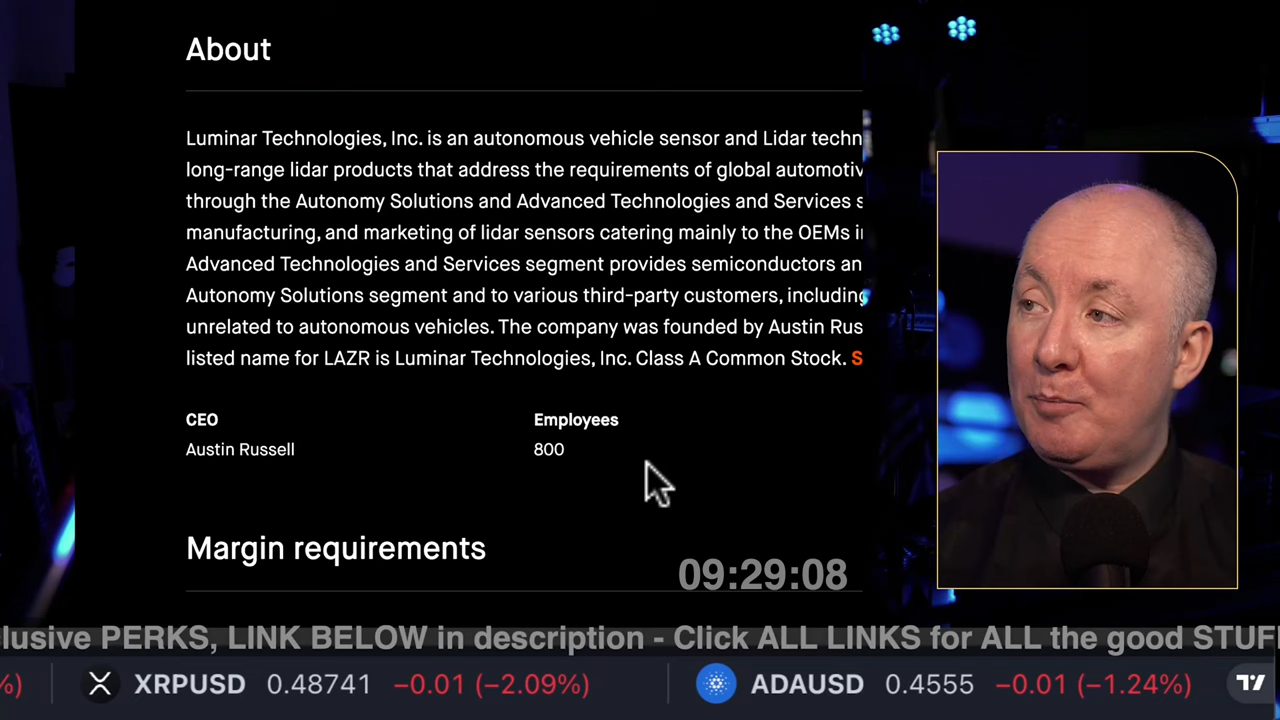 About
Luminar Technologies, Inc. is an autonomous vehicle sensor and Lidar techn
long-range lidar products that address the requirements of global automotiv
through the Autonomy Solutions and Advanced Technologies and Services s
manufacturing, and marketing of lidar sensors catering mainly to the OEMs i
Advanced Technologies and Services segment provides semiconductors an
Autonomy Solutions segment and to various third-party customers, including
unrelated to autonomous vehicles. The company was founded by Austin Rus
listed name for LAZR is Luminar Technologies, Inc. Class A Common Stock. S
CEO Employees
Austin Russell 800
Margin requirements
09:29:08
clusive PERKS, LINK BELOW in description - Click ALL LINKS for ALL the good STUF
%) XRPUSD 0.48741 −0.01 (−2.09%) ADAUSD 0.4555 −0.01 (−1.24%)